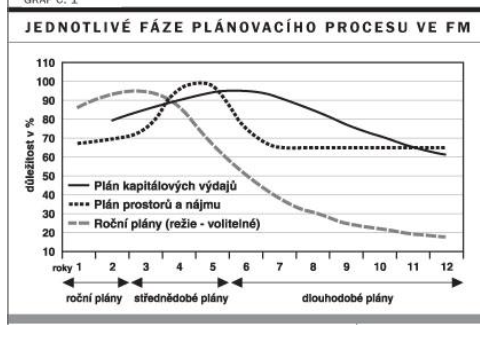 GRAF Č. 1
JEDNOTLIVÉ FÁZE PLÁNOVACÍHO PROCESU VE FM
110
100
90
80
70
60
50
40
30
20
10
důležitost v %
Plán kapitálových výdajů
Plán prostorů a nájmu
Roční plány (režie - volitelné)
roky 1 2 3 4 5 6 7 8 9 10 11 12
roční plány střednědobé plány dlouhodobé plány